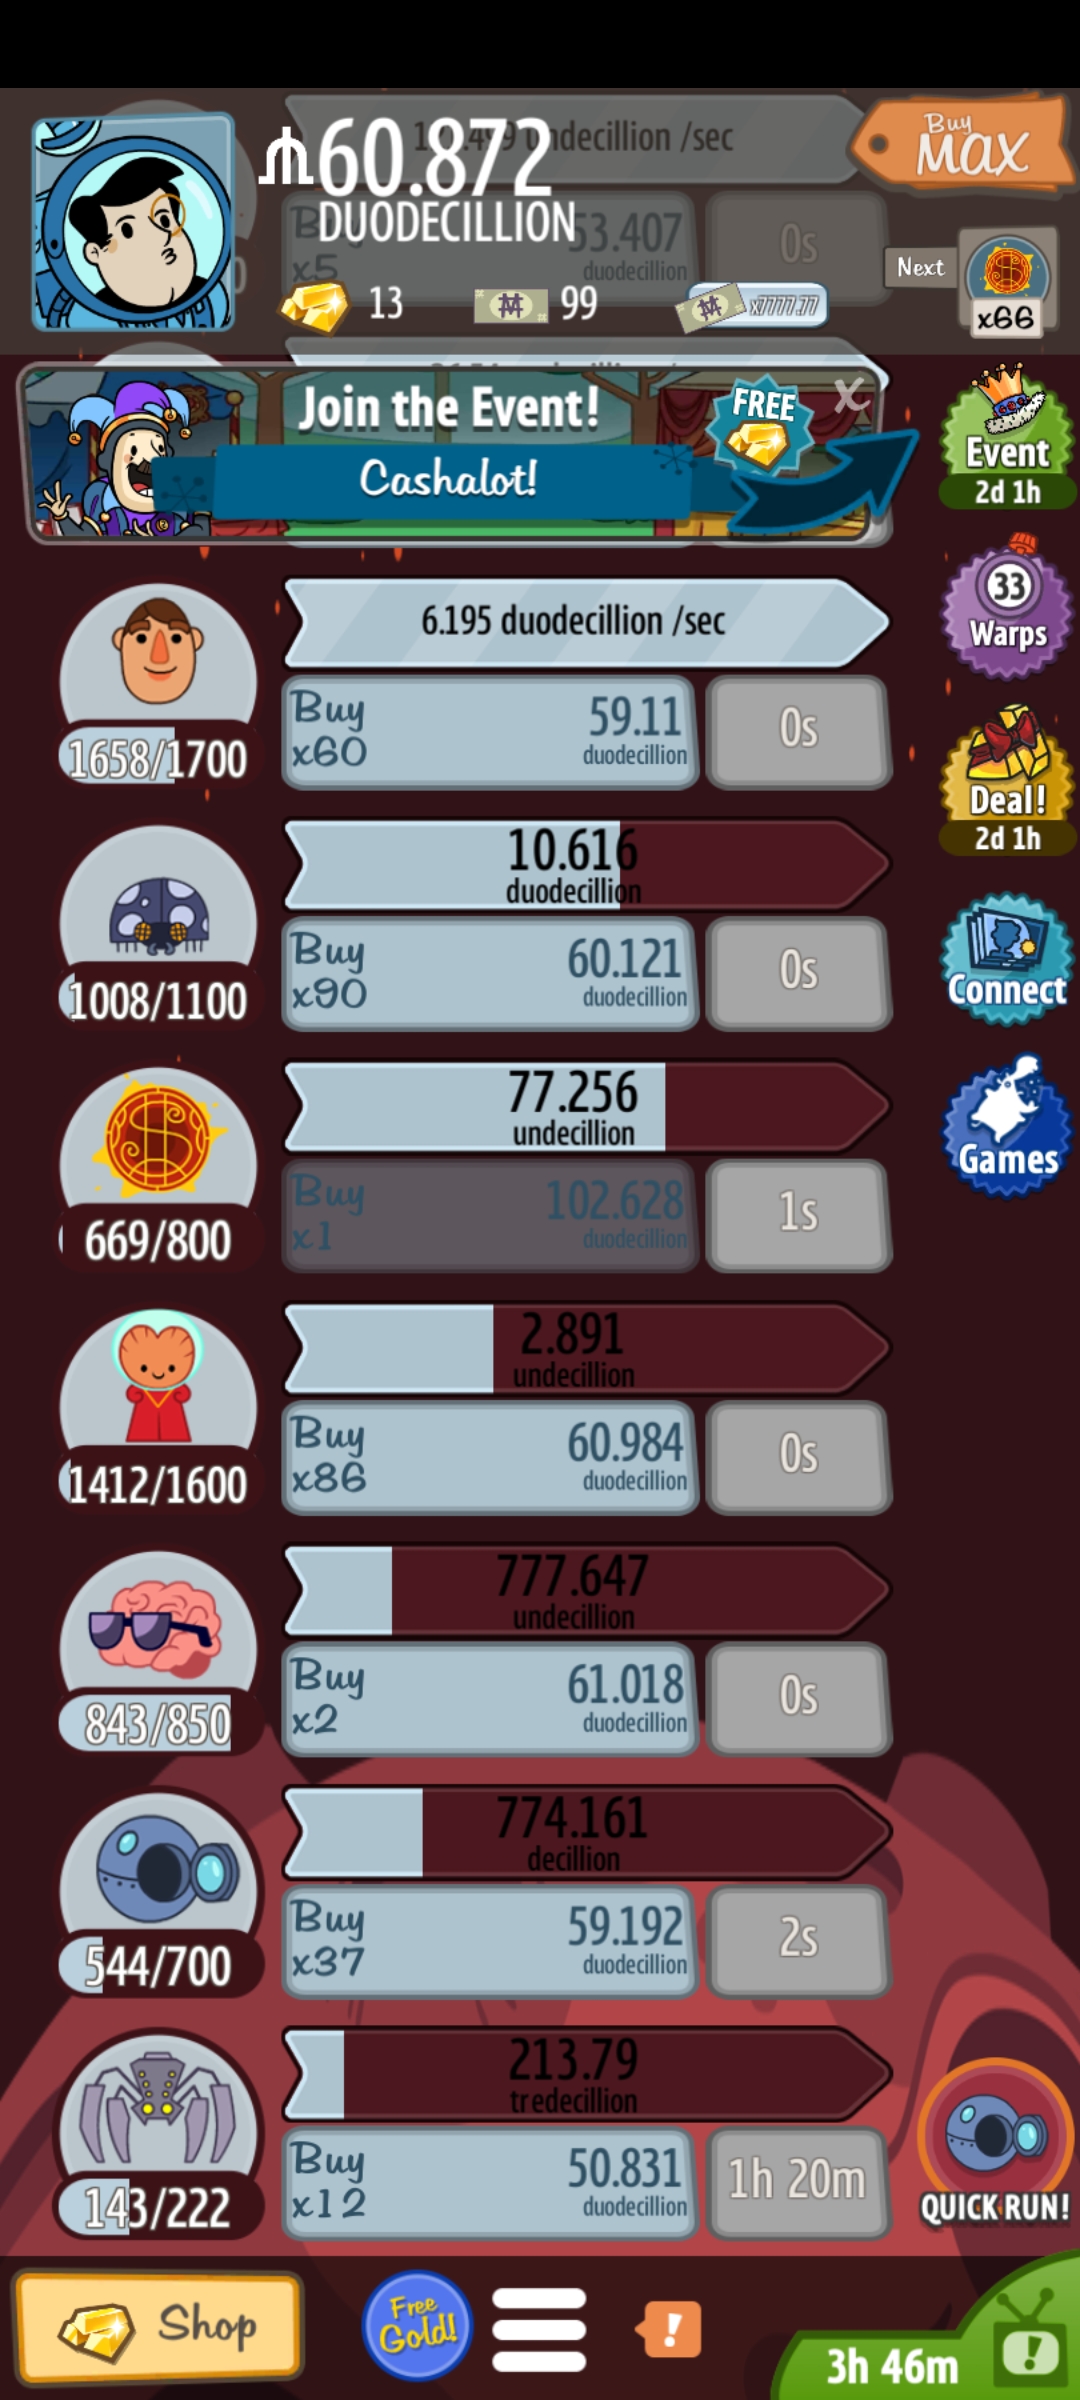 60.872
DUODECILLION
undecillion /sec
Buy
MAX
Buy
x5
53.407
duodecillion
0s
13
99
x7777.77
Next
x66
Join the Event!
Cashalot!
FREE
X
Event
2d 1h
33
Warps
Deal!
2d 1h
Connect
Games
6.195 duodecillion /sec
1658/1700
Buy
x60
59.11
duodecillion
0s
10.616
duodecillion
1008/1100
Buy
x90
60.121
duodecillion
0s
77.256
undecillion
669/800
Buy
x1
102.628
duodecillion
1s
2.891
undecillion
1412/1600
Buy
x86
60.984
duodecillion
0s
777.647
undecillion
843/850
Buy
x2
61.018
duodecillion
0s
774.161
decillion
544/700
Buy
x37
59.192
duodecillion
2s
213.79
tredecillion
143/222
Buy
x12
50.831
duodecillion
1h 20m
QUICK RUN!
Shop
Free
Gold!
!
3h 46m
!